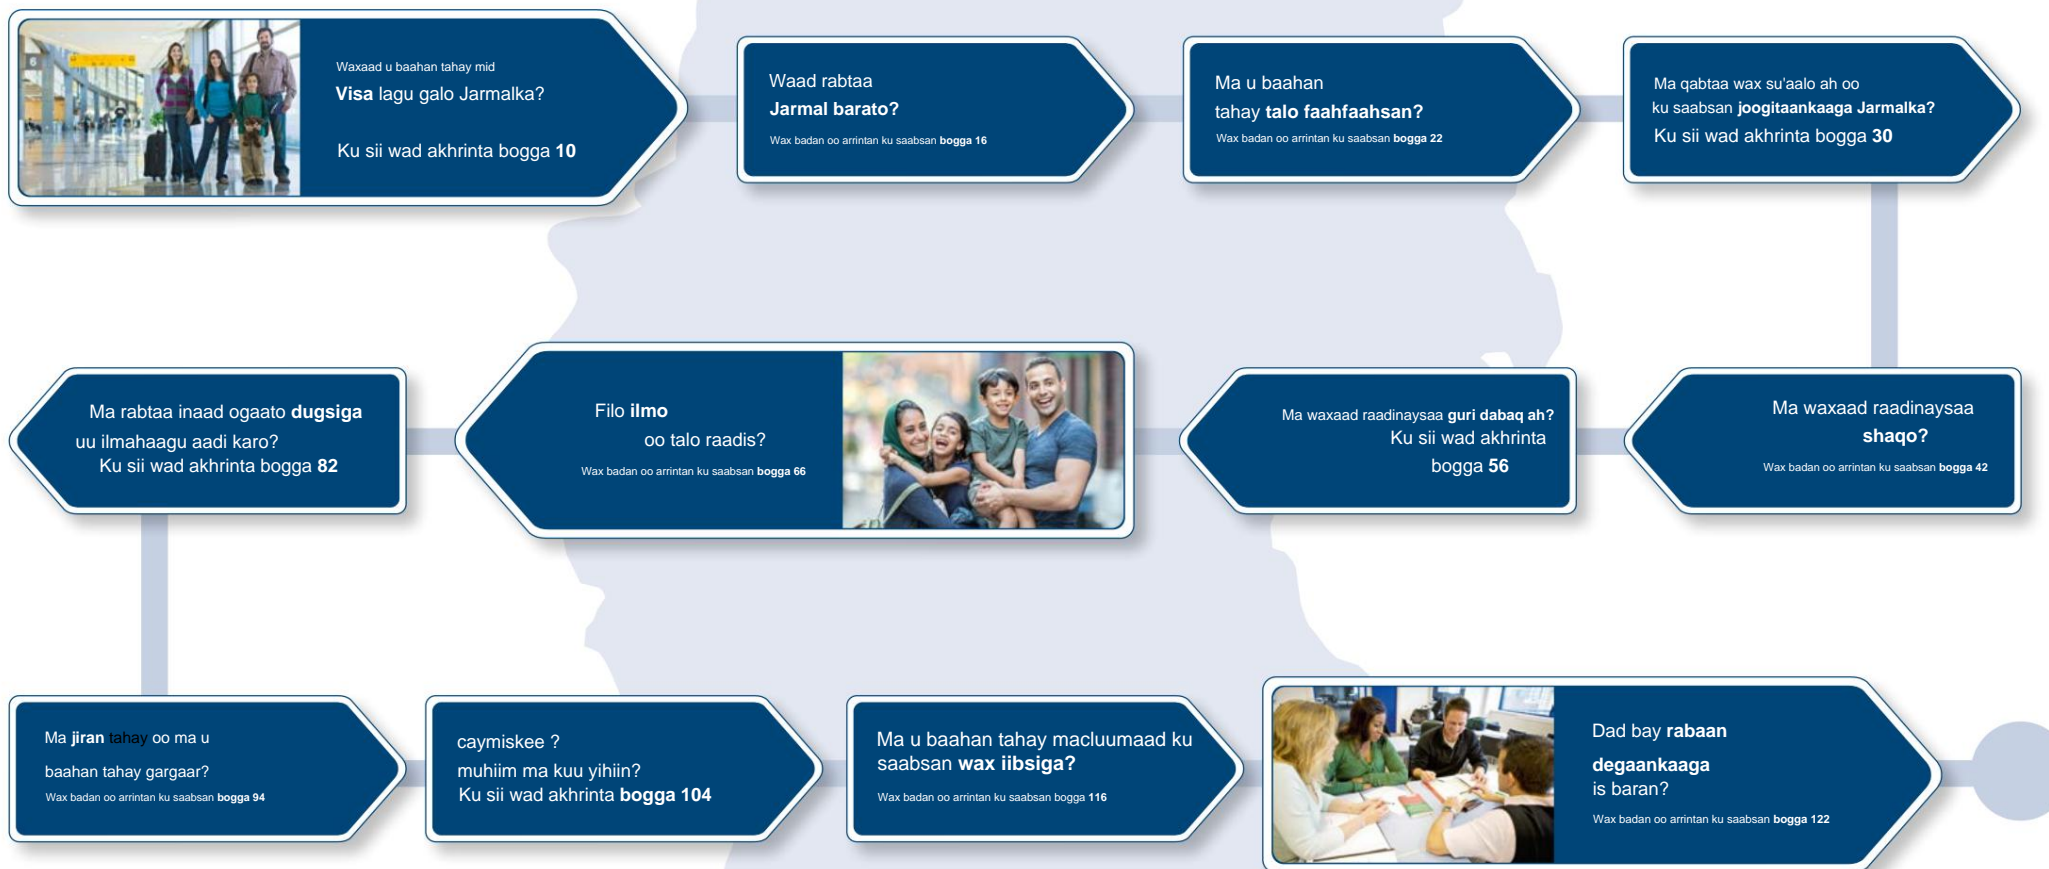 Waxaad u baahan tahay mid
Visa lagu galo Jarmalka?
Ku sii wad akhrinta bogga 10
Waad rabtaa
Jarmal barato?
Wax badan oo arrintan ku saabsan bogga 16
Ma u baahan
tahay talo faahfaahsan?
Wax badan oo arrintan ku saabsan bogga 22
Ma qabtaa wax su'aalo ah oo
ku saabsan joogitaankaaga Jarmalka?
Ku sii wad akhrinta bogga 30
Ma waxaad raadinaysaa
shaqo?
Wax badan oo arrintan ku saabsan bogga 42
Ma waxaad raadinaysaa guri dabaq ah?
Ku sii wad akhrinta
bogga 56
Filo ilmo
oo talo raadis?
Wax badan oo arrintan ku saabsan bogga 66
Ma rabtaa inaad ogaato dugsiga
uu ilmahaagu aadi karo?
Ku sii wad akhrinta bogga 82
Ma jiran tahay oo ma u
baahan tahay gargaar?
Wax badan oo arrintan ku saabsan bogga 94
caymiskee ?
muhiim ma kuu yihiin?
Ku sii wad akhrinta bogga 104
Ma u baahan tahay macluumaad ku
saabsan wax iibsiga?
Wax badan oo arrintan ku saabsan bogga 116
Dad bay rabaan
degaankaaga
is baran?
Wax badan oo arrintan ku saabsan bogga 122